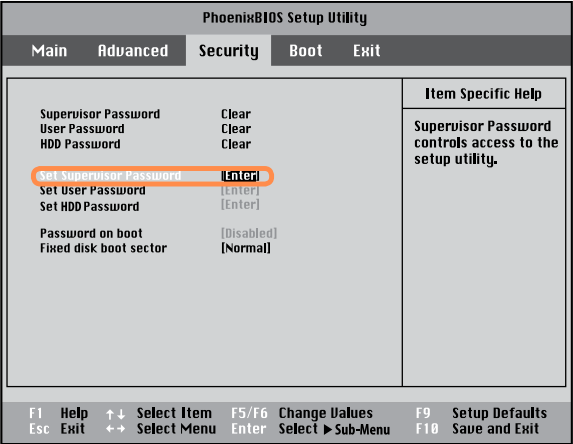 PhoenixBIOS Setup Utility
Main Advanced Security Boot Exit
Item Specific Help
Supervisor Password Clear
User Password Clear
HDD Password Clear
Supervisor Password
controls access to the
setup utility.
Set Supervisor Password [Enter]
Set User Password [Enter]
Set HDD Password [Enter]
Password on boot [Disabled]
Fixed disk boot sector [Normal]
F1 Help ↑↓ Select Item F5/F6 Change Values F9 Setup Defaults
Esc Exit ←→ Select Menu Enter Select ▶ Sub-Menu F10 Save and Exit